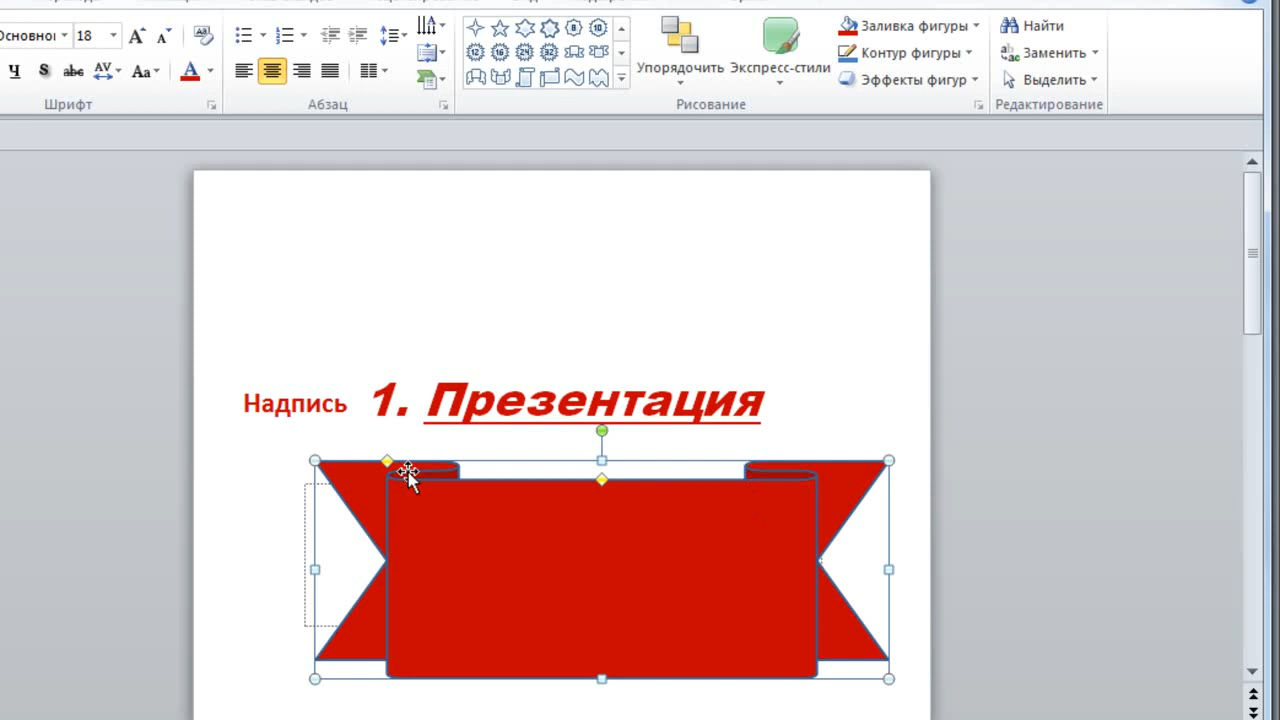 18
Ч S abc AV Aa A
Шрифт
Абзац
Упорядочить
Экспресс-стили
Заливка фигуры
Контур фигуры
Эффекты фигур
Рисование
Найти
Заменить
Выделить
Редактирование
Надпись
1. Презентация